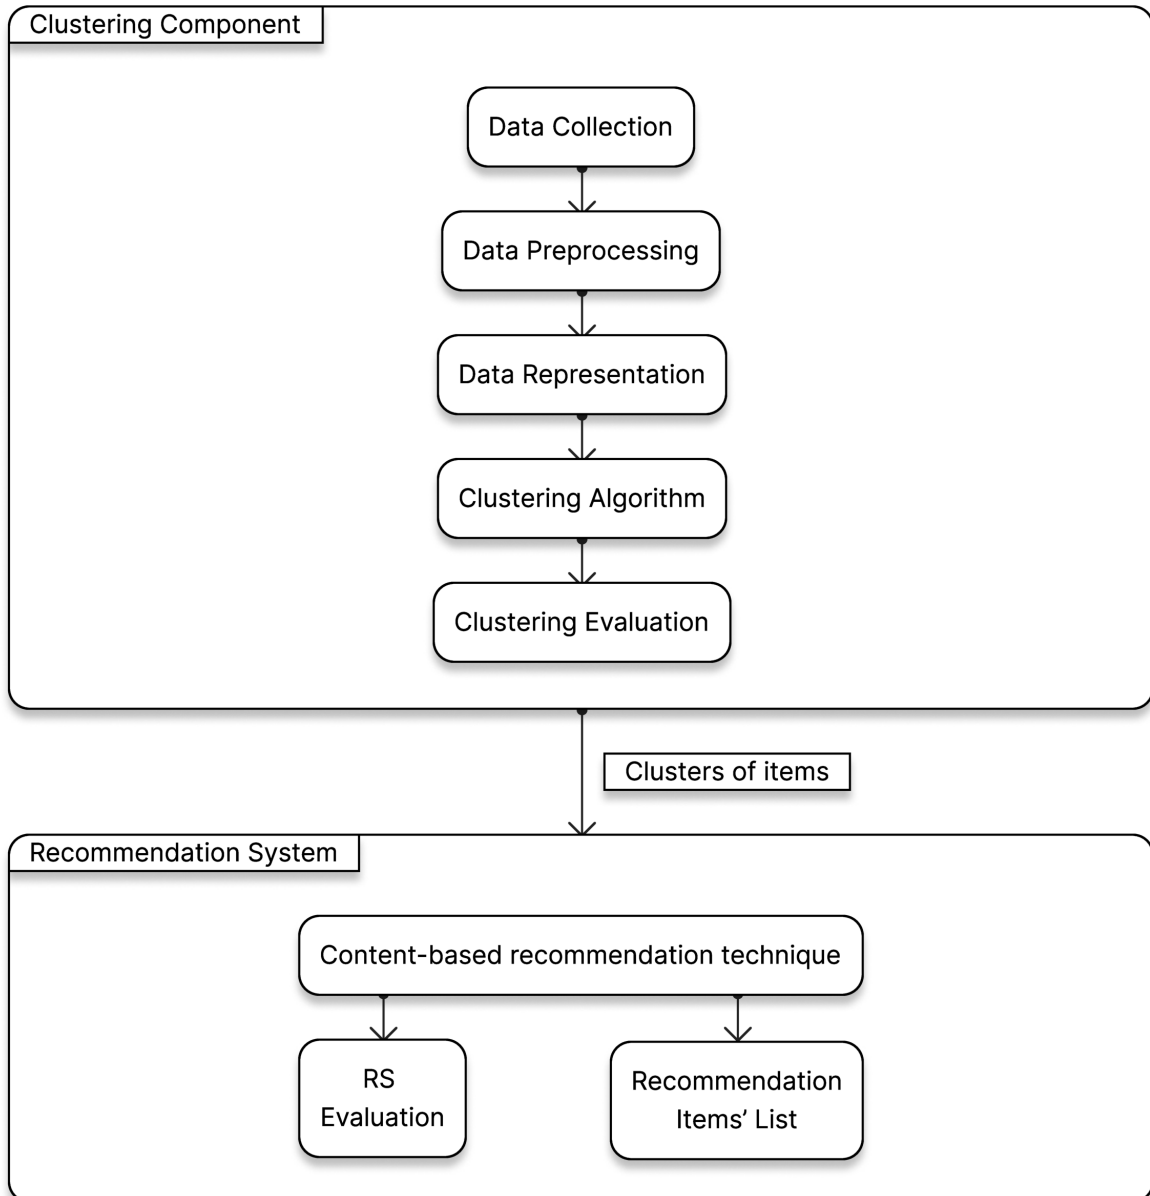 Clustering Component
Data Collection
Data Preprocessing
Data Representation
Clustering Algorithm
Clustering Evaluation
Clusters of items
Recommendation System
Content-based recommendation technique
RS
Evaluation
Recommendation
Items’ List